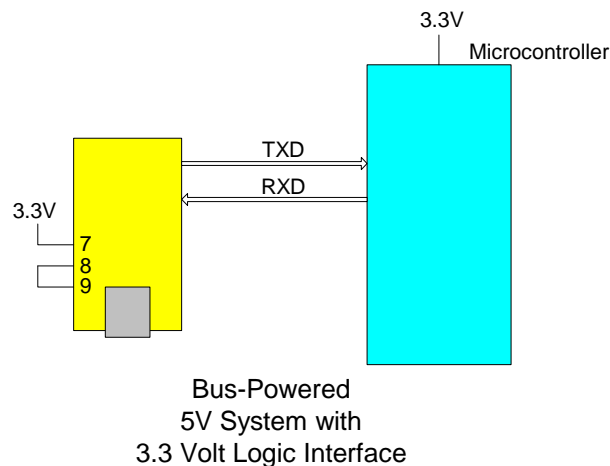 3.3V
Microcontroller
TXD
RXD
3.3V
7
8
9
Bus-Powered
5V System with
3.3 Volt Logic Interface